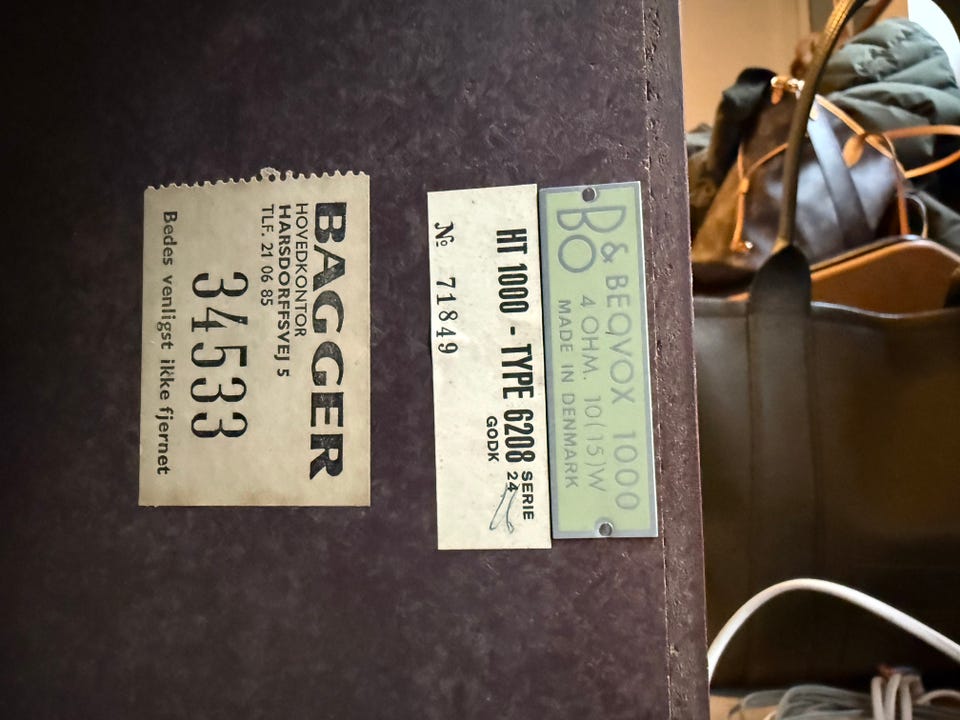 B&O BEOVOX 1000
4 OHM. 10(15)W
MADE IN DENMARK
HT 1000 - TYPE 6208 SERIE 24
GODK
№ 71849
BAGGER
HOVEDKONTOR
HARSDORFFSVEJ 5
TLF. 21 06 85
34533
Bedes venligst ikke fjernet